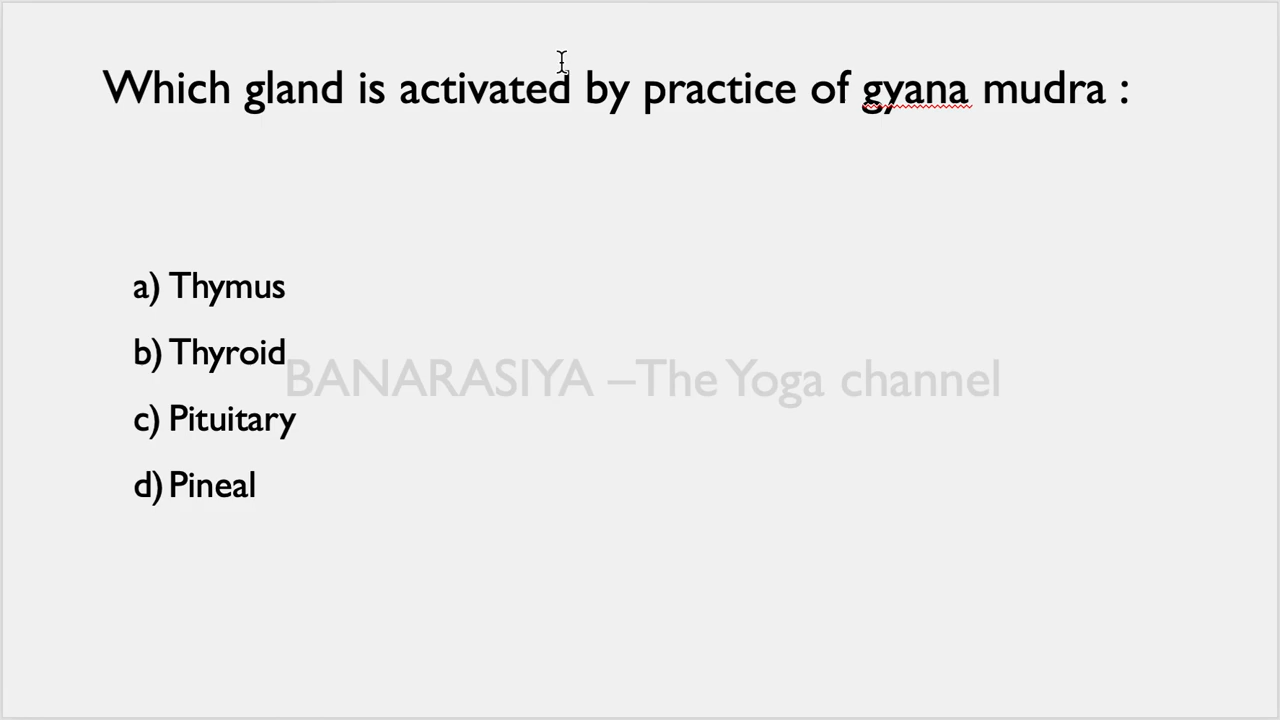 Which gland is activated by practice of gyana mudra :
a) Thymus
b) Thyroid
BANARASIYA –The Yoga channel
c) Pituitary
d) Pineal